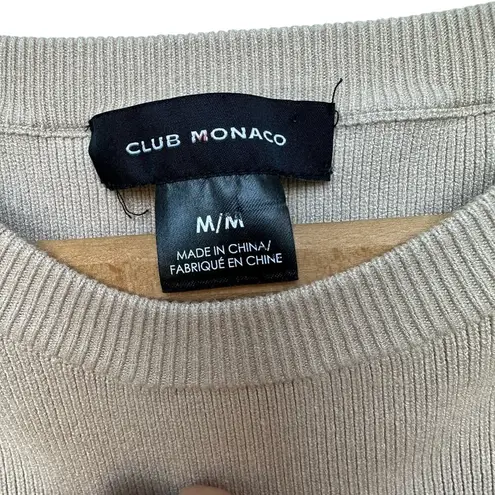 CLUB MONACO
M/M
MADE IN CHINA/
FABRIQUÉ EN CHINE